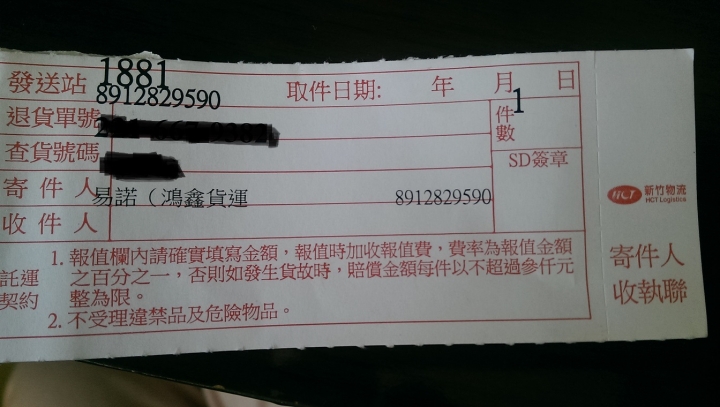 發送站 1881 取件日期: 年 月 日
8912829590
退貨單號
件數 1
查貨號碼
SD簽章
寄件人 易諾（鴻鑫貨運 8912829590
收件人
託運契約
1. 報值欄內請確實填寫金額，報值時加收報值費，費率為報值金額
之百分之一，否則如發生貨故時，賠償金額每件以不超過參仟元
整為限。
2. 不受理違禁品及危險物品。
HCT 新竹物流
HCT Logistics
寄件人
收執聯